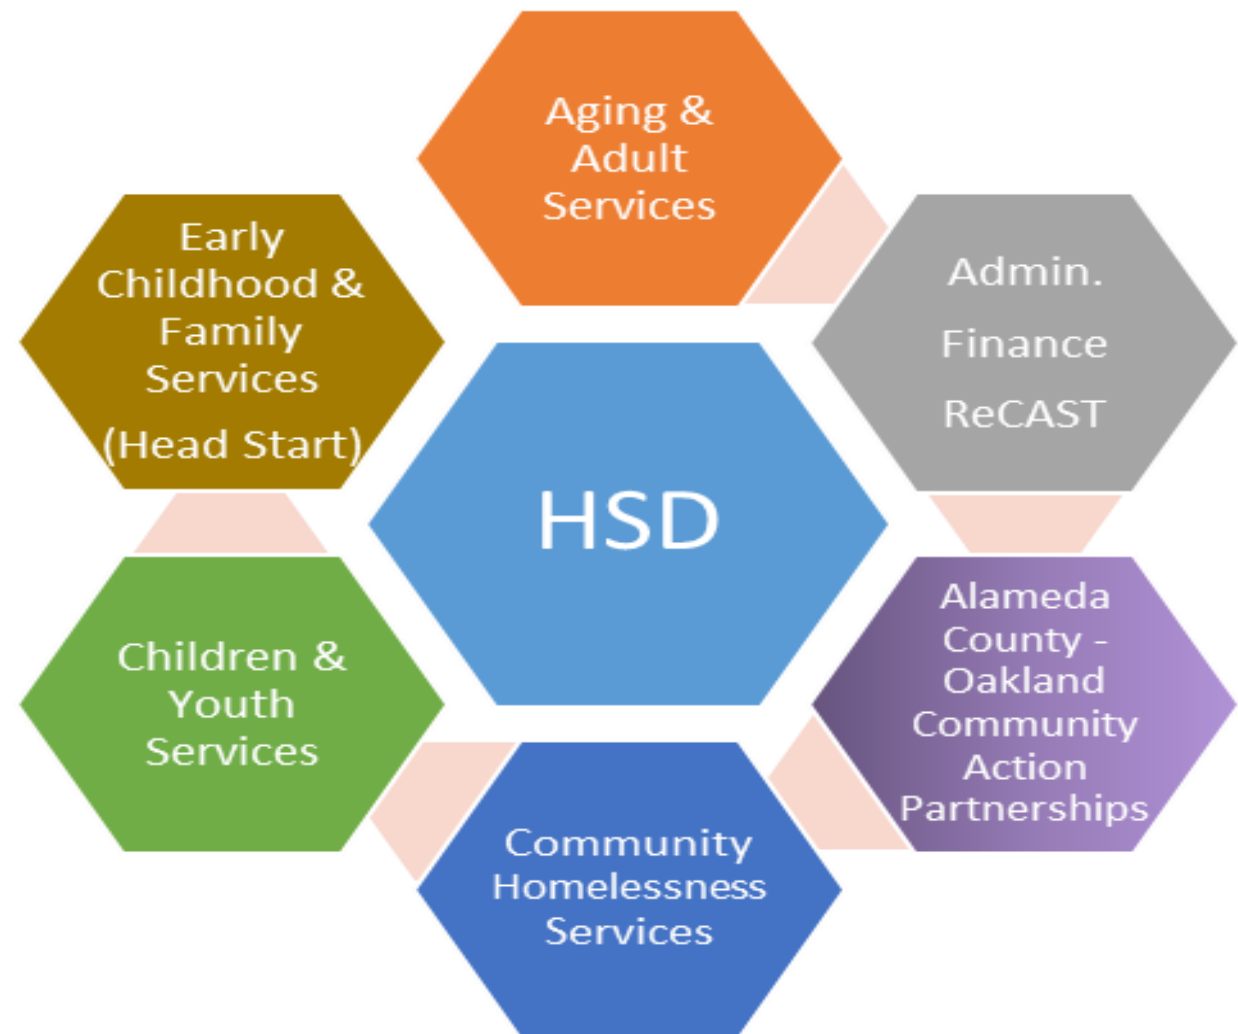 Aging &
Adult
Services
Admin.
Finance
ReCAST
Alameda
County -
Oakland
Community
Action
Partnerships
Community
Homelessness
Services
Children &
Youth
Services
Early
Childhood &
Family
Services
(Head Start)
HSD